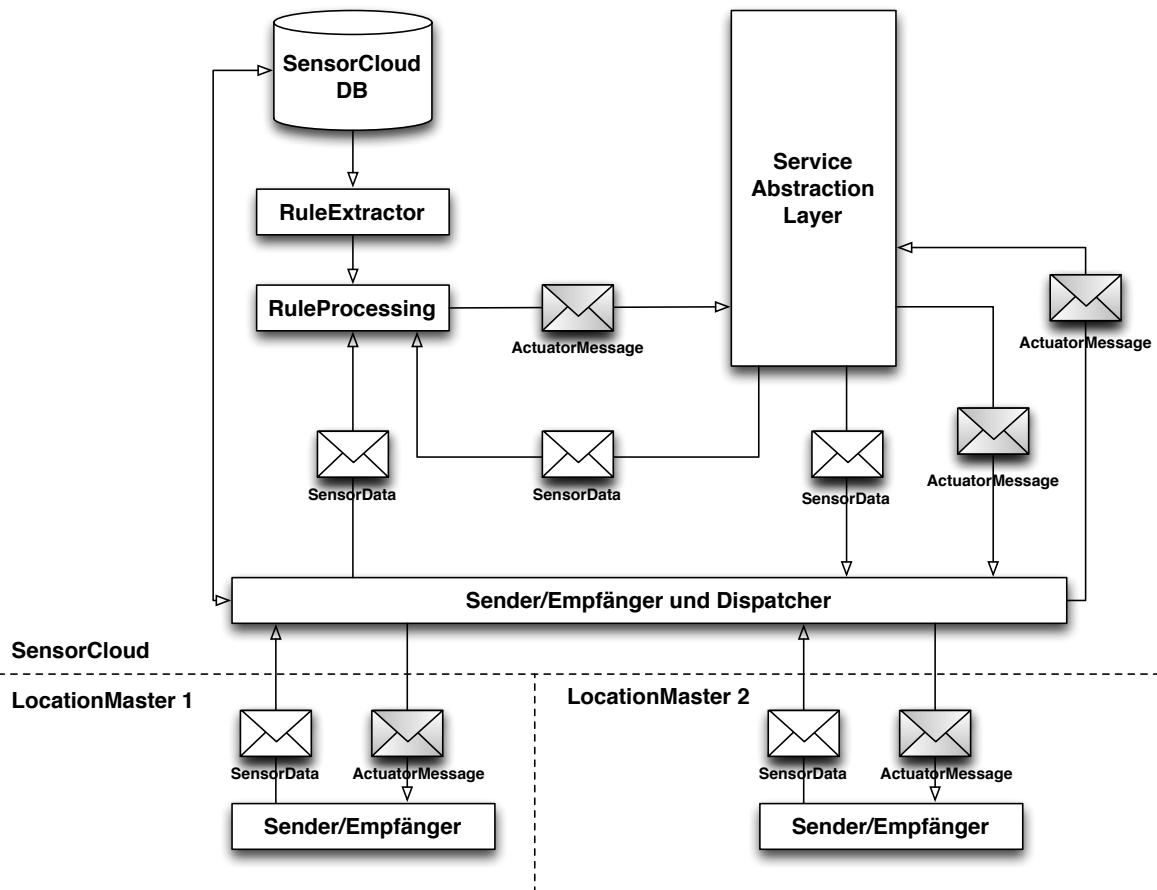 SensorCloud
DB
Service
Abstraction
Layer
RuleExtractor
RuleProcessing
ActuatorMessage
ActuatorMessage
SensorData
SensorData
SensorData
ActuatorMessage
Sender/Empfänger und Dispatcher
SensorCloud
LocationMaster 1
LocationMaster 2
SensorData
ActuatorMessage
SensorData
ActuatorMessage
Sender/Empfänger
Sender/Empfänger